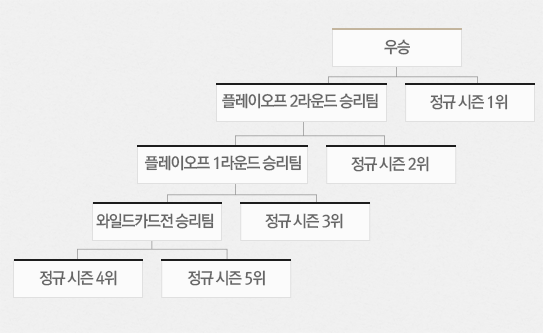 우승
플레이오프 2라운드 승리팀
정규 시즌 1위
플레이오프 1라운드 승리팀
정규 시즌 2위
와일드카드전 승리팀
정규 시즌 3위
정규 시즌 4위
정규 시즌 5위